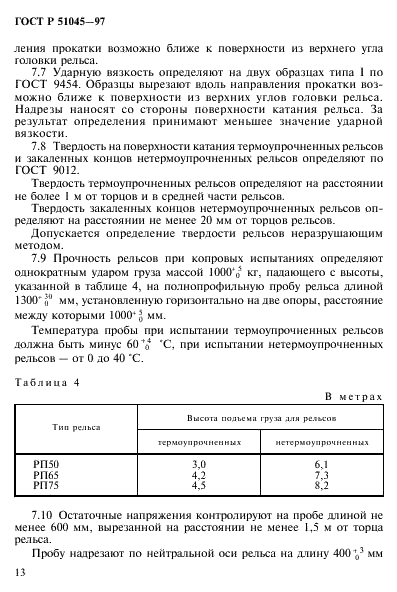 ГОСТ Р 51045—97
ления прокатки возможно ближе к поверхности из верхнего угла
головки рельса.
7.7 Ударную вязкость определяют на двух образцах типа I по
ГОСТ 9454. Образцы вырезают вдоль направления прокатки воз-
можно ближе к поверхности из верхних углов головки рельса.
Надрезы наносят со стороны поверхности катания рельса. За
результат определения принимают меньшее значение ударной
вязкости.
7.8 Твердость на поверхности катания термоупрочненных рельсов
и закаленных концов нетермоупрочненных рельсов определяют по
ГОСТ 9012.
Твердость термоупрочненных рельсов определяют на расстоянии
не более 1 м от торцов и в средней части рельсов.
Твердость закаленных концов нетермоупрочненных рельсов оп-
ределяют на расстоянии не менее 20 мм от торцов рельсов.
Допускается определение твердости рельсов неразрушающим
методом.
7.9 Прочность рельсов при копровых испытаниях определяют
однократным ударом груза массой 1000⁺⁵₀ кг, падающего с высоты,
указанной в таблице 4, на полнопрофильную пробу рельса длиной
1300⁺³⁰₀ мм, установленную горизонтально на две опоры, расстояние
между которыми 1000⁺⁵₀ мм.
Температура пробы при испытании термоупрочненных рельсов
должна быть минус 60⁺⁴₀ °С, при испытании нетермоупрочненных
рельсов — от 0 до 40 °С.
Таблица 4
В метрах
Тип рельса
Высота подъема груза для рельсов
термоупрочненных нетермоупрочненных
РП50 3,0 6,1
РП65 4,2 7,3
РП75 4,5 8,2
7.10 Остаточные напряжения контролируют на пробе длиной не
менее 600 мм, вырезанной на расстоянии не менее 1,5 м от торца
рельса.
Пробу надрезают по нейтральной оси рельса на длину 400⁺³₀ мм
13